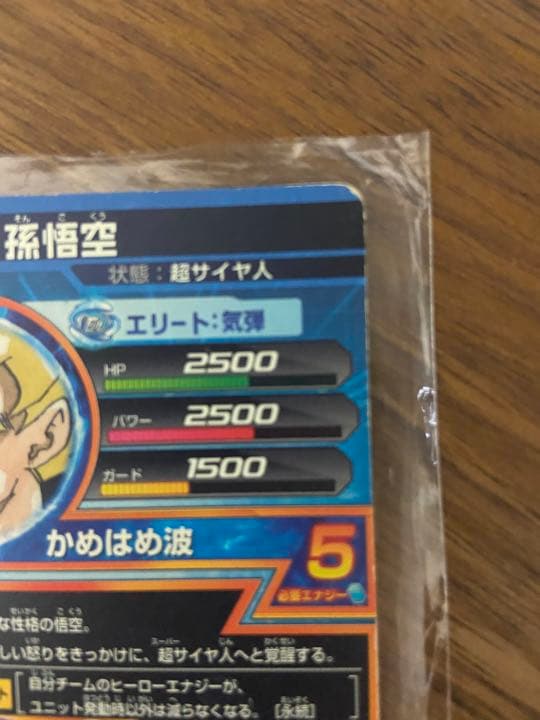 孫悟空
状態：超サイヤ人
エリート：気弾
HP 2500
パワー 2500
ガード 1500
かめはめ波
5
必要エナジー
な性格の悟空。
しい怒りをきっかけに、超サイヤ人へと覚醒する。
自分チームのヒーローエナジーが、
ユニット発動時以外は減らなくなる。［永続］